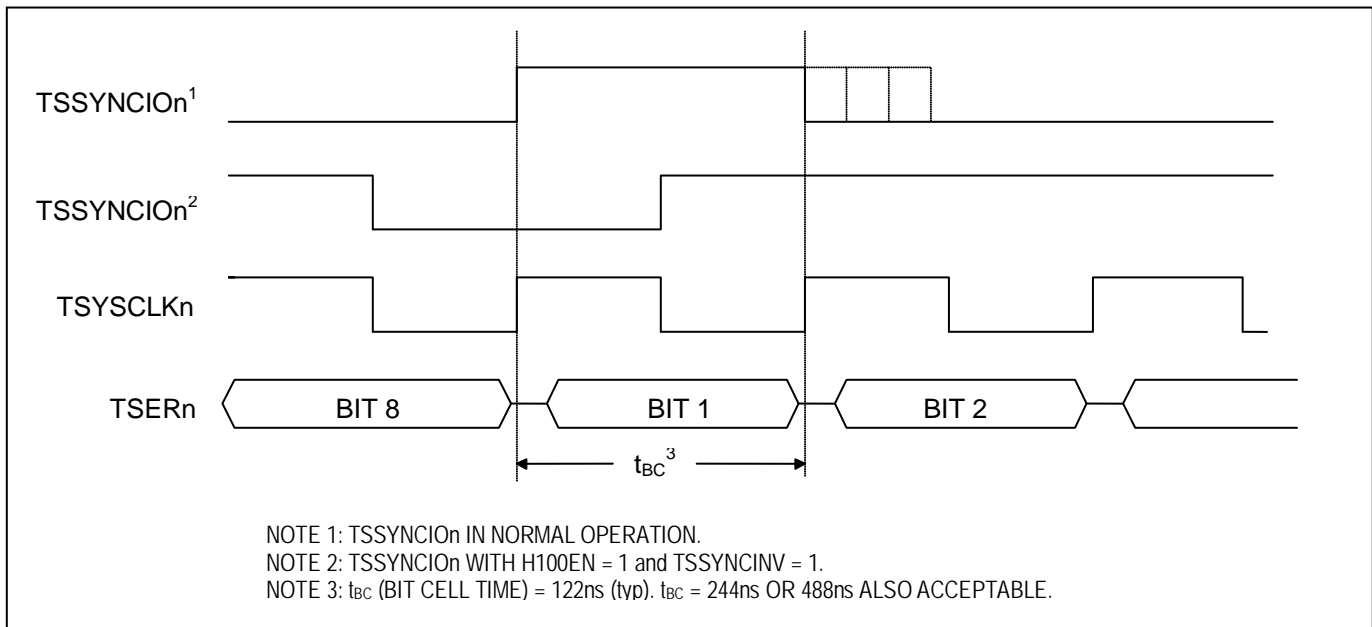 TSSYNCIOn¹
TSSYNCIOn²
TSYSCLKn
TSERn
BIT 8
BIT 1
BIT 2
tBC³
NOTE 1: TSSYNCIOn IN NORMAL OPERATION.
NOTE 2: TSSYNCIOn WITH H100EN = 1 and TSSYNCINV = 1.
NOTE 3: tBC (BIT CELL TIME) = 122ns (typ). tBC = 244ns OR 488ns ALSO ACCEPTABLE.